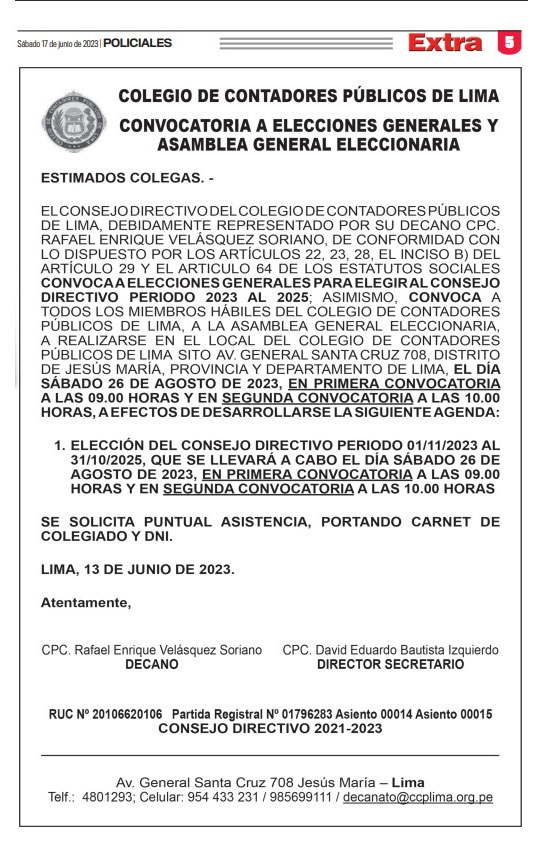 Sábado 17 de junio de 2023 | POLICIALES
Extra 5
COLEGIO DE CONTADORES PÚBLICOS DE LIMA
CONVOCATORIA A ELECCIONES GENERALES Y
ASAMBLEA GENERAL ELECCIONARIA
ESTIMADOS COLEGAS. -
EL CONSEJO DIRECTIVO DEL COLEGIO DE CONTADORES PÚBLICOS
DE LIMA, DEBIDAMENTE REPRESENTADO POR SU DECANO CPC.
RAFAEL ENRIQUE VELÁSQUEZ SORIANO, DE CONFORMIDAD CON
LO DISPUESTO POR LOS ARTÍCULOS 22, 23, 28, EL INCISO B) DEL
ARTÍCULO 29 Y EL ARTICULO 64 DE LOS ESTATUTOS SOCIALES
CONVOCA A ELECCIONES GENERALES PARA ELEGIR AL CONSEJO
DIRECTIVO PERIODO 2023 AL 2025; ASIMISMO, CONVOCA A
TODOS LOS MIEMBROS HÁBILES DEL COLEGIO DE CONTADORES
PÚBLICOS DE LIMA, A LA ASAMBLEA GENERAL ELECCIONARIA,
A REALIZARSE EN EL LOCAL DEL COLEGIO DE CONTADORES
PÚBLICOS DE LIMA SITO AV. GENERAL SANTA CRUZ 708, DISTRITO
DE JESÚS MARÍA, PROVINCIA Y DEPARTAMENTO DE LIMA, EL DÍA
SÁBADO 26 DE AGOSTO DE 2023, EN PRIMERA CONVOCATORIA
A LAS 09.00 HORAS Y EN SEGUNDA CONVOCATORIA A LAS 10.00
HORAS, A EFECTOS DE DESARROLLARSE LA SIGUIENTE AGENDA:
1. ELECCIÓN DEL CONSEJO DIRECTIVO PERIODO 01/11/2023 AL
31/10/2025, QUE SE LLEVARÁ A CABO EL DÍA SÁBADO 26 DE
AGOSTO DE 2023, EN PRIMERA CONVOCATORIA A LAS 09.00
HORAS Y EN SEGUNDA CONVOCATORIA A LAS 10.00 HORAS
SE SOLICITA PUNTUAL ASISTENCIA, PORTANDO CARNET DE
COLEGIADO Y DNI.
LIMA, 13 DE JUNIO DE 2023.
Atentamente,
CPC. Rafael Enrique Velásquez Soriano CPC. David Eduardo Bautista Izquierdo
DECANO DIRECTOR SECRETARIO
RUC Nº 20106620106 Partida Registral Nº 01796283 Asiento 00014 Asiento 00015
CONSEJO DIRECTIVO 2021-2023
Av. General Santa Cruz 708 Jesús María – Lima
Telf.: 4801293; Celular: 954 433 231 / 985699111 / decanato@ccplima.org.pe